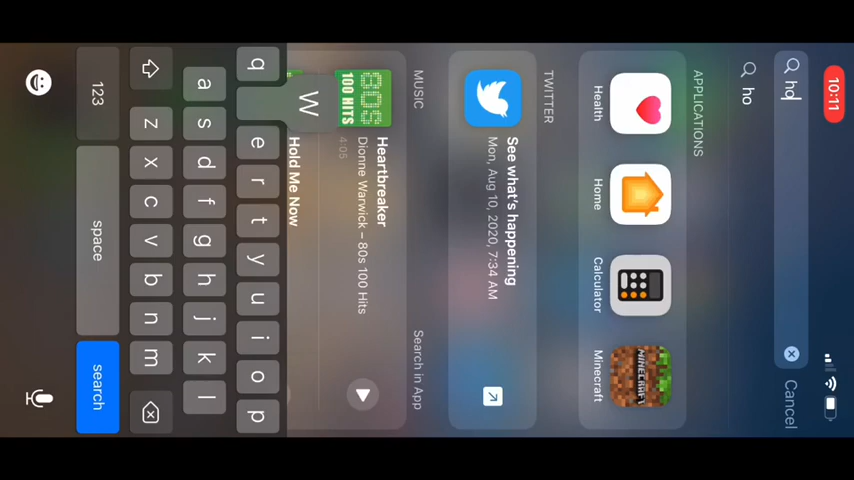 10:11
ho
Cancel
ho
APPLICATIONS
Health
Home
Calculator
Minecraft
MINECRAFT
TWITTER
See what's happening
Mon, Aug 10, 2020, 7:34 AM
MUSIC
Search in App
80s
100 HITS
Heartbreaker
Dionne Warwick – 80s 100 Hits
4:05
Hold Me Now
W
q e r t y u i o p
a s d f g h j k l
z x c v b n m
123
space
search